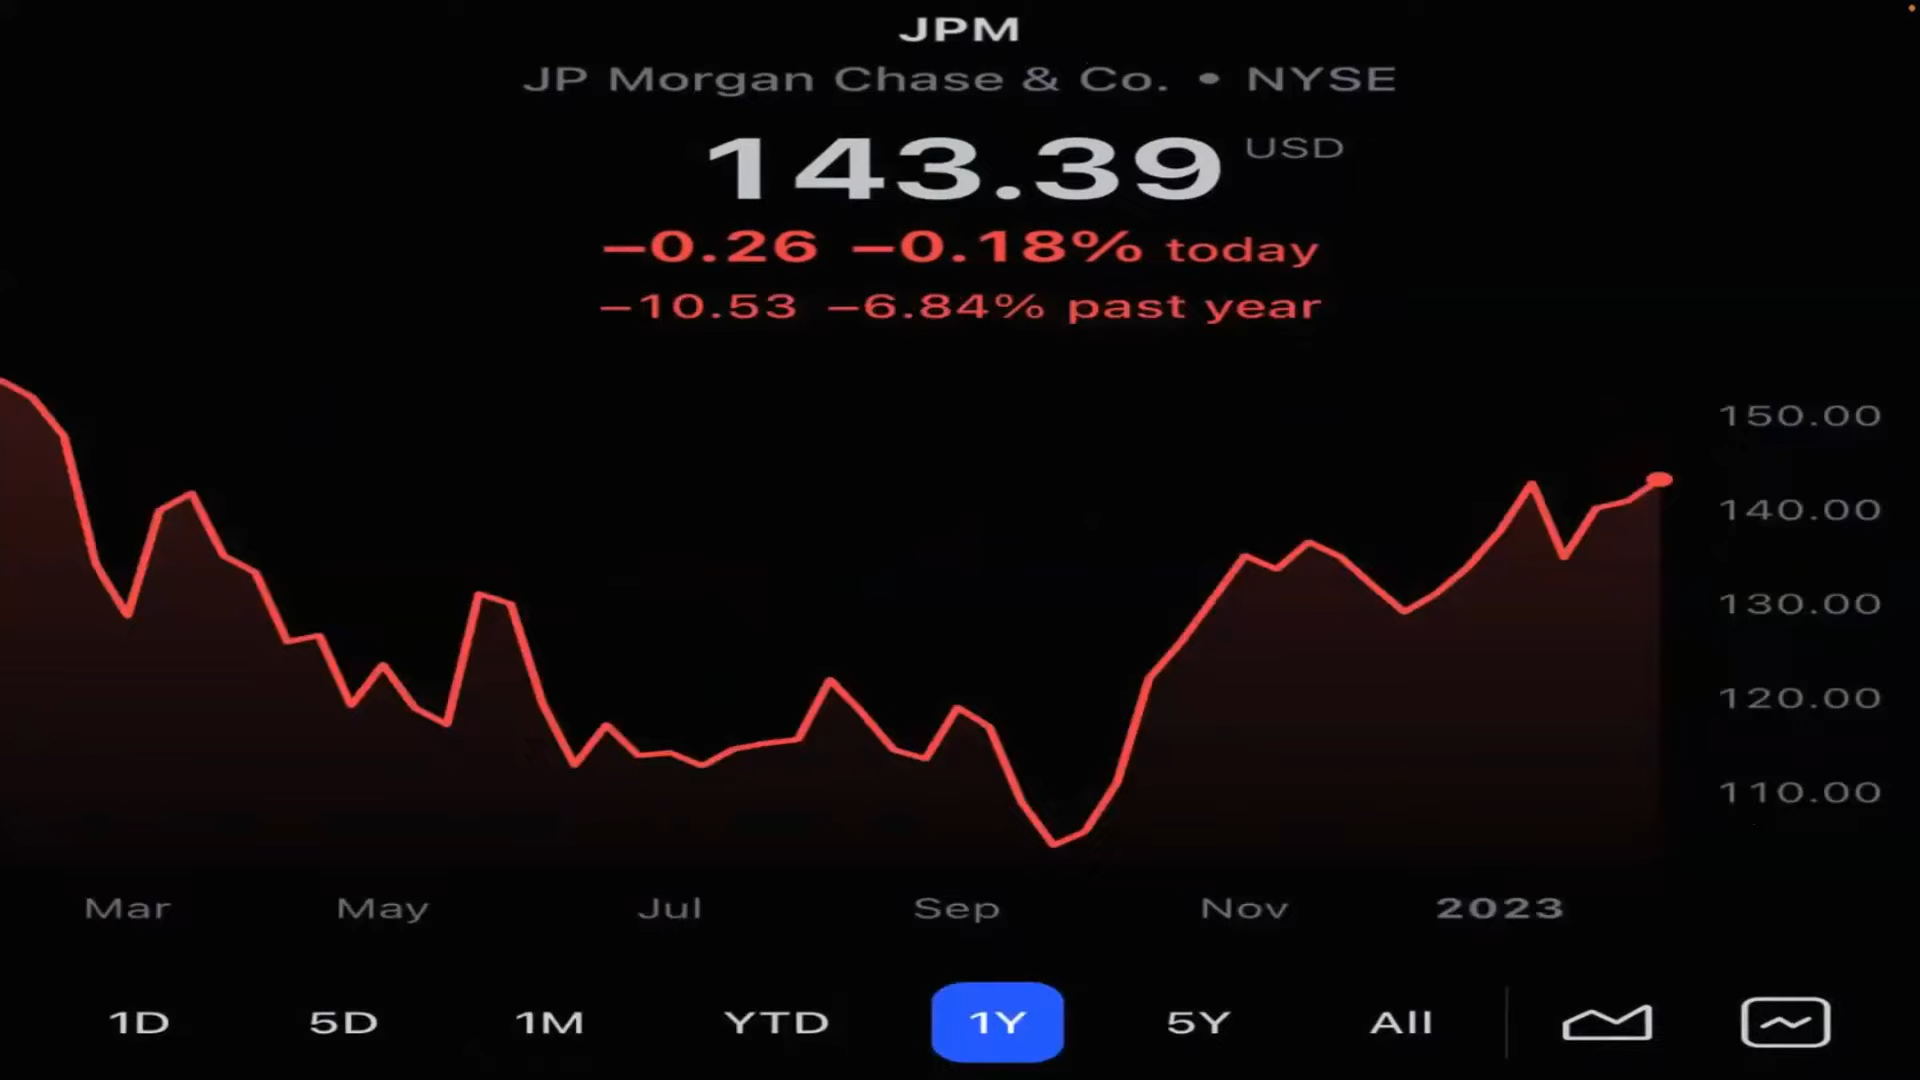 JPM
JP Morgan Chase & Co. • NYSE
143.39 USD
−0.26 −0.18% today
−10.53 −6.84% past year
150.00
140.00
130.00
120.00
110.00
Mar May Jul Sep Nov 2023
1D 5D 1M YTD 1Y 5Y All